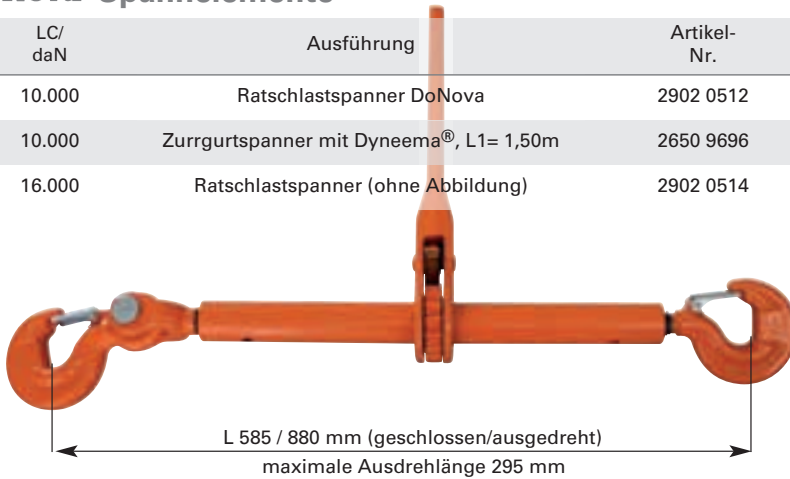 Spannelemente
LC/ daN Ausführung Artikel- Nr.
10.000 Ratschlastspanner DoNova 2902 0512
10.000 Zurrgurtspanner mit Dyneema®, L1= 1,50m 2650 9696
16.000 Ratschlastspanner (ohne Abbildung) 2902 0514
L 585 / 880 mm (geschlossen/ausgedreht)
maximale Ausdrehlänge 295 mm